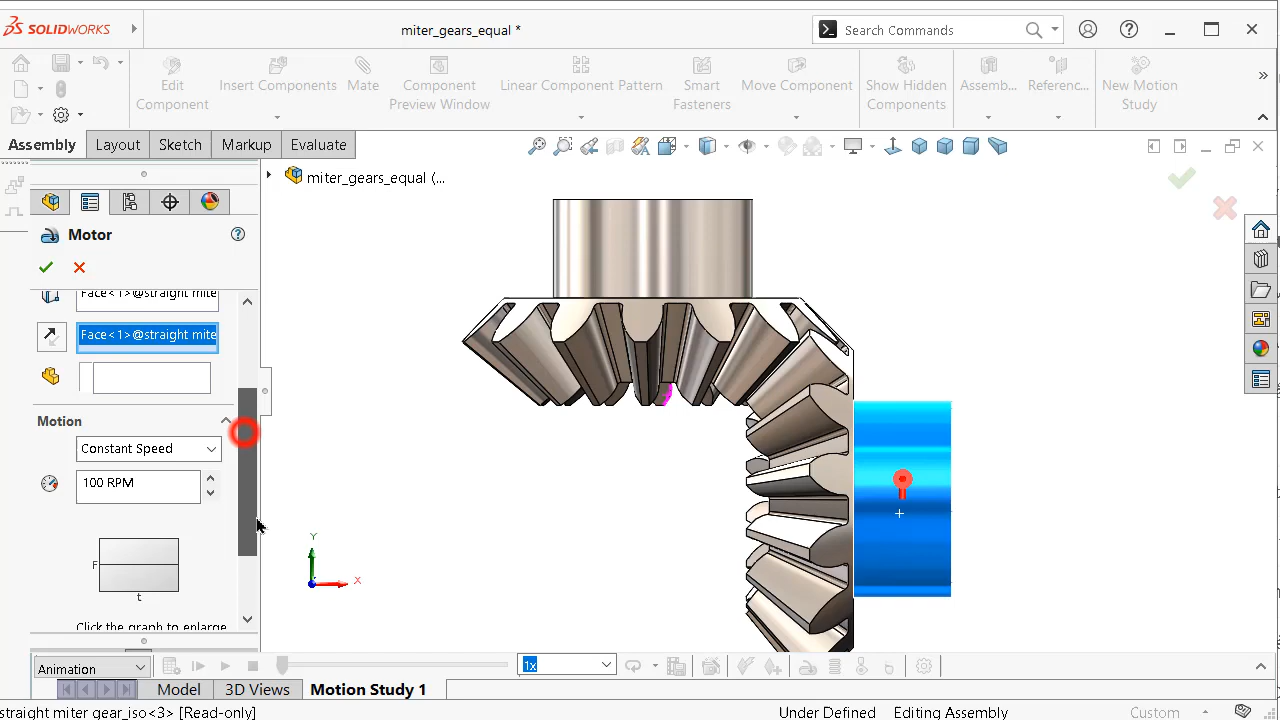 SOLIDWORKS
miter_gears_equal *
Search Commands
Edit
Component
Insert Components
Mate
Component
Preview Window
Linear Component Pattern
Smart
Fasteners
Move Component
Show Hidden
Components
Assemb...
Referenc...
New Motion
Study
Assembly
Layout
Sketch
Markup
Evaluate
miter_gears_equal (...
Motor
Face<1>@straight mite
Face<1>@straight mite
Motion
Constant Speed
100 RPM
F
t
Click the graph to enlarge
Y
X
Animation
1x
Model
3D Views
Motion Study 1
straight miter gear_iso<3> [Read-only]
Under Defined
Editing Assembly
Custom